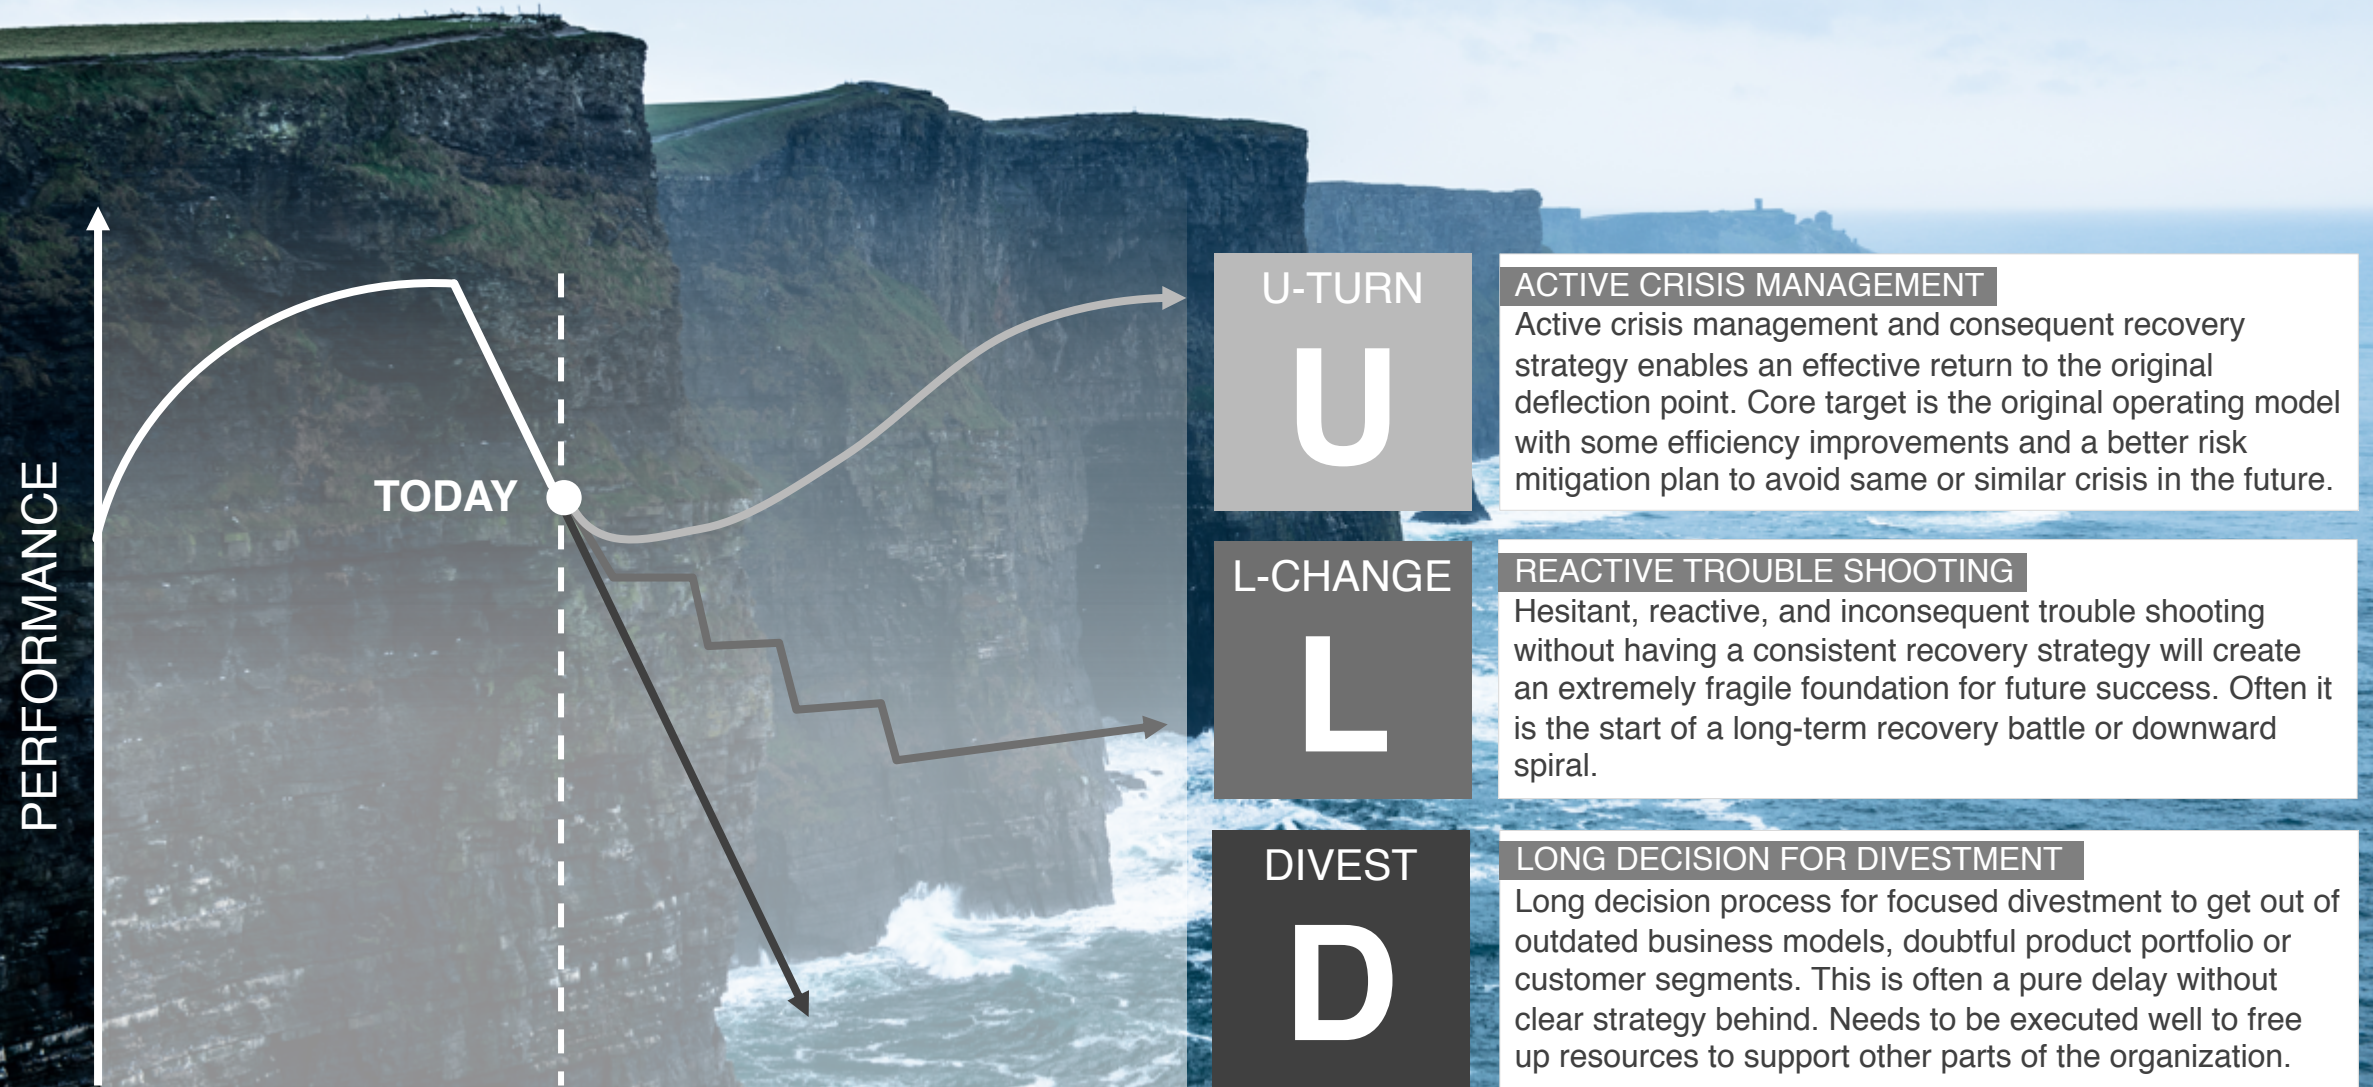 PERFORMANCE
TODAY
U-TURN
U
ACTIVE CRISIS MANAGEMENT
Active crisis management and consequent recovery
strategy enables an effective return to the original
deflection point. Core target is the original operating model
with some efficiency improvements and a better risk
mitigation plan to avoid same or similar crisis in the future.
L-CHANGE
L
REACTIVE TROUBLE SHOOTING
Hesitant, reactive, and inconsequent trouble shooting
without having a consistent recovery strategy will create
an extremely fragile foundation for future success. Often it
is the start of a long-term recovery battle or downward
spiral.
DIVEST
D
LONG DECISION FOR DIVESTMENT
Long decision process for focused divestment to get out of
outdated business models, doubtful product portfolio or
customer segments. This is often a pure delay without
clear strategy behind. Needs to be executed well to free
up resources to support other parts of the organization.